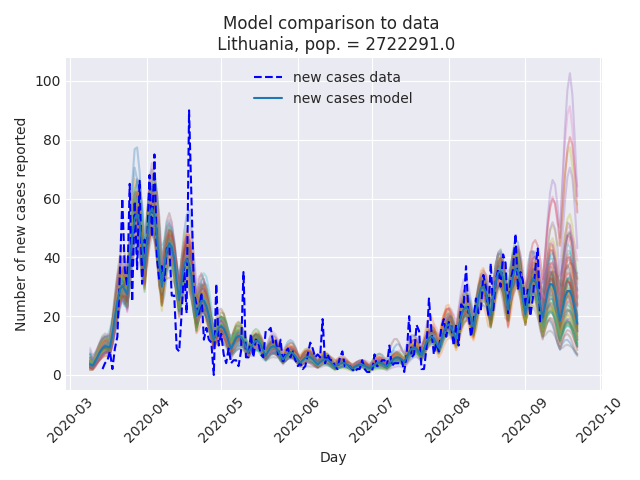 Model comparison to data
Lithuania, pop. = 2722291.0
new cases data
new cases model
Number of new cases reported
100
80
60
40
20
0
2020-03
2020-04
2020-05
2020-06
2020-07
2020-08
2020-09
2020-10
Day